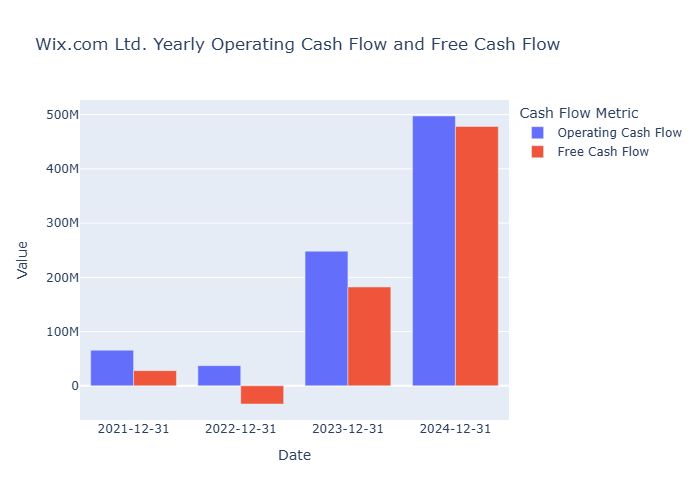 Wix.com Ltd. Yearly Operating Cash Flow and Free Cash Flow
Cash Flow Metric
Operating Cash Flow
Free Cash Flow
500M
400M
300M
200M
100M
0
Value
2021-12-31
2022-12-31
2023-12-31
2024-12-31
Date